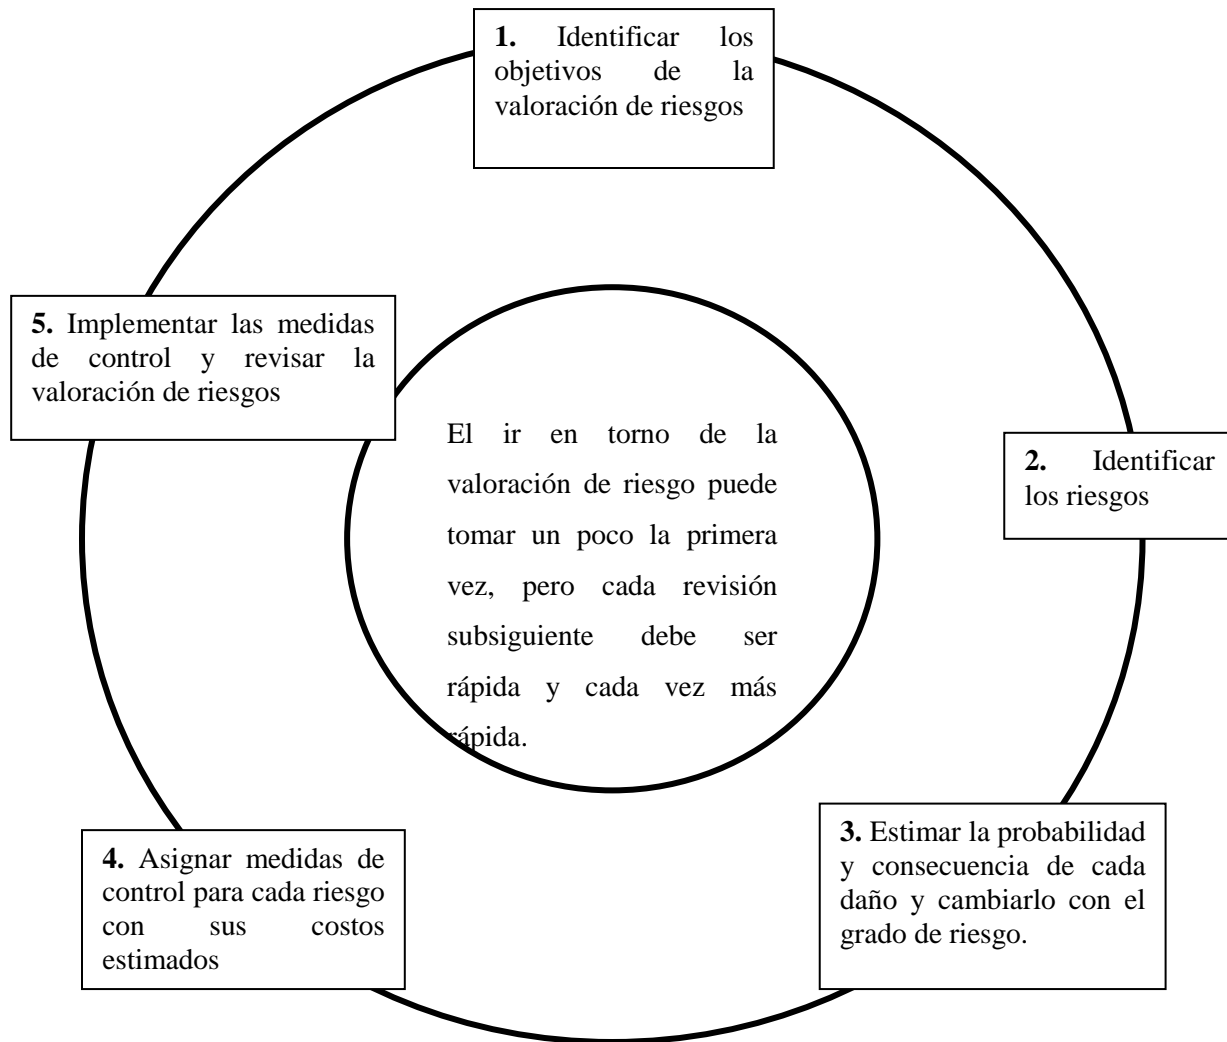 1. Identificar los
objetivos de la
valoración de riesgos
5. Implementar las medidas
de control y revisar la
valoración de riesgos
El ir en torno de la
valoración de riesgo puede
tomar un poco la primera
vez, pero cada revisión
subsiguiente debe ser
rápida y cada vez más
rápida.
2. Identificar
los riesgos
3. Estimar la probabilidad
y consecuencia de cada
daño y cambiarlo con el
grado de riesgo.
4. Asignar medidas de
control para cada riesgo
con sus costos
estimados